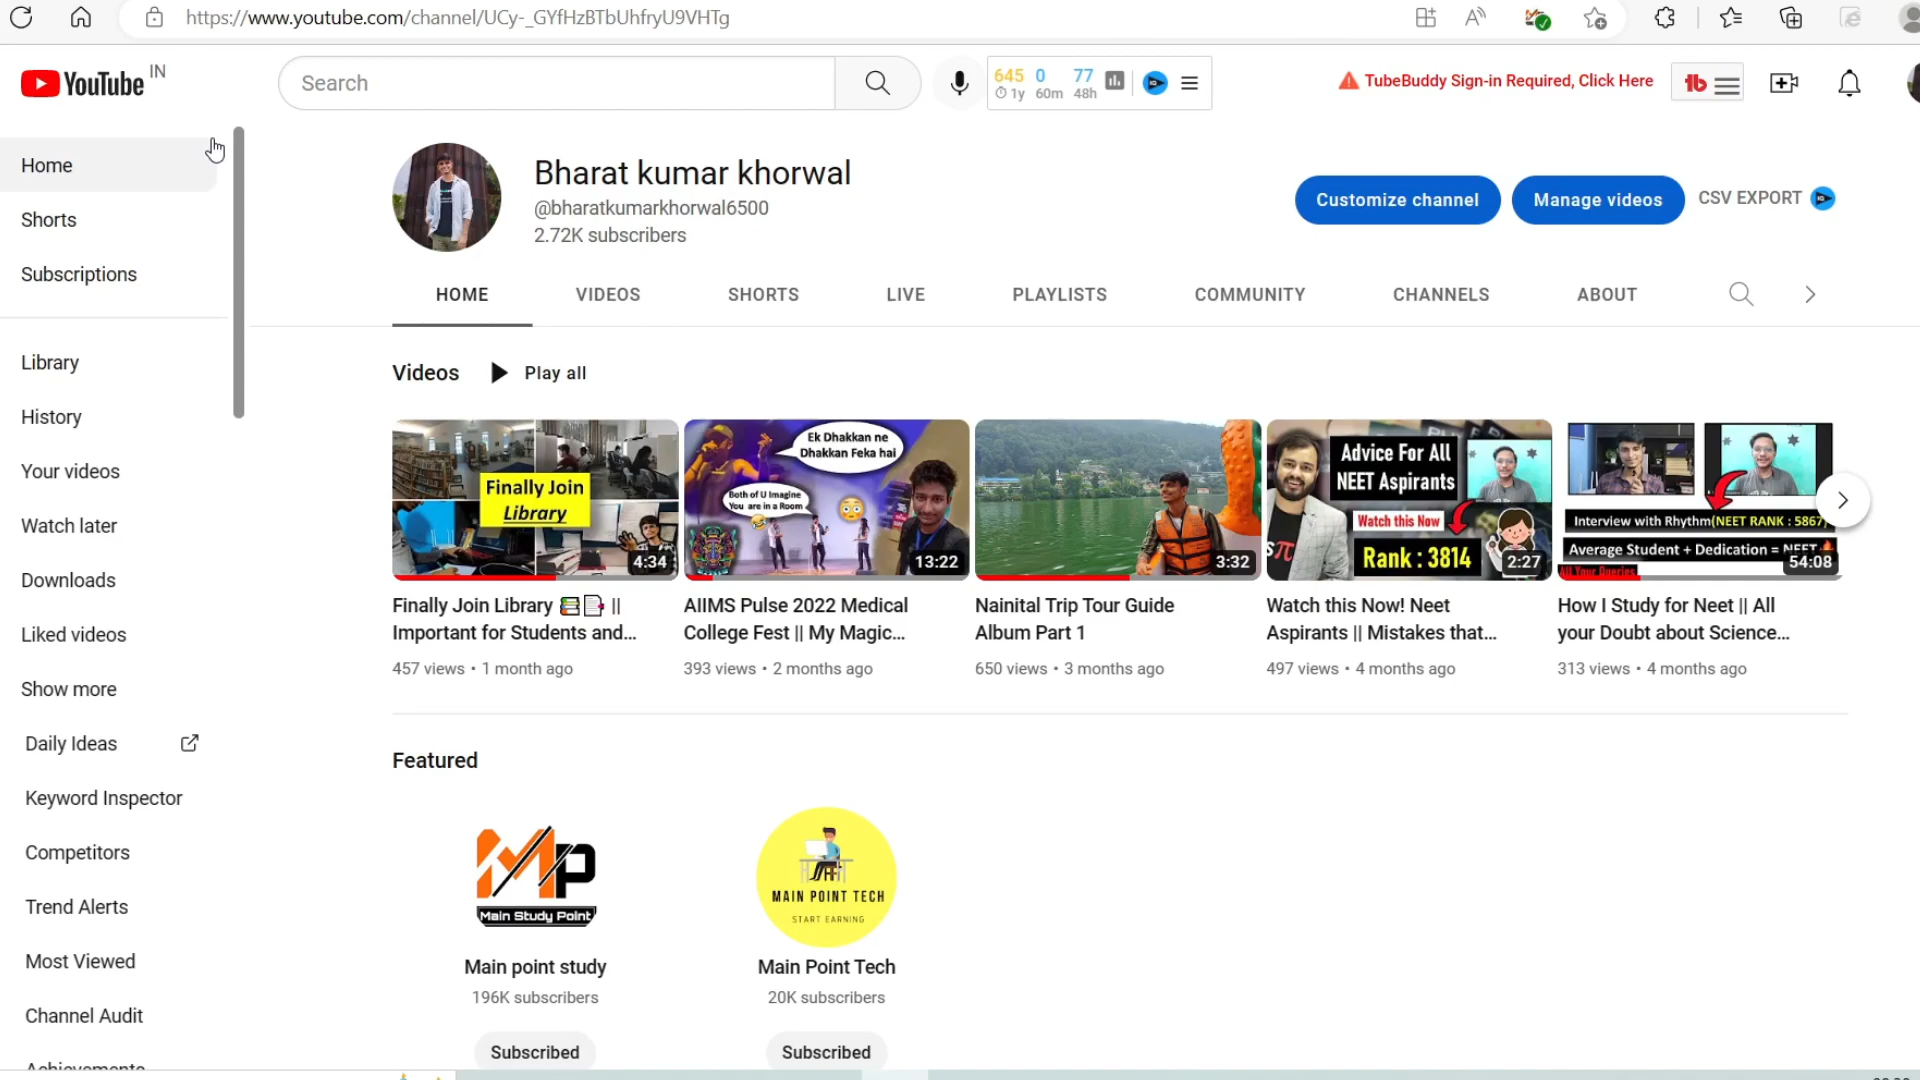 https://www.youtube.com/channel/UCy-_GYfHzBTbUhfryU9VHTg
YouTube IN
Search
645 0 77
1y 60m 48h
TubeBuddy Sign-in Required, Click Here
Home
Shorts
Subscriptions
Library
History
Your videos
Watch later
Downloads
Liked videos
Show more
Daily Ideas
Keyword Inspector
Competitors
Trend Alerts
Most Viewed
Channel Audit
Achievements
Bharat kumar khorwal
@bharatkumarkhorwal6500
2.72K subscribers
Customize channel
Manage videos
CSV EXPORT
HOME VIDEOS SHORTS LIVE PLAYLISTS COMMUNITY CHANNELS ABOUT
Videos Play all
Finally Join
Library
4:34
Finally Join Library 📚📑 ||
Important for Students and...
457 views • 1 month ago
Ek Dhakkan ne
Dhakkan Feka hai
Both of U Imagine
You are in a Room
13:22
AIIMS Pulse 2022 Medical
College Fest || My Magic...
393 views • 2 months ago
3:32
Nainital Trip Tour Guide
Album Part 1
650 views • 3 months ago
Advice For All
NEET Aspirants
Watch this Now
Rank : 3814
2:27
Watch this Now! Neet
Aspirants || Mistakes that...
497 views • 4 months ago
Interview with Rhythm(NEET RANK : 5867)
Average Student + Dedication = NEET
All Your Queries
54:08
How I Study for Neet || All
your Doubt about Science...
313 views • 4 months ago
Featured
MP
Main Study Point
Main point study
196K subscribers
Subscribed
MAIN POINT TECH
START EARNING
Main Point Tech
20K subscribers
Subscribed